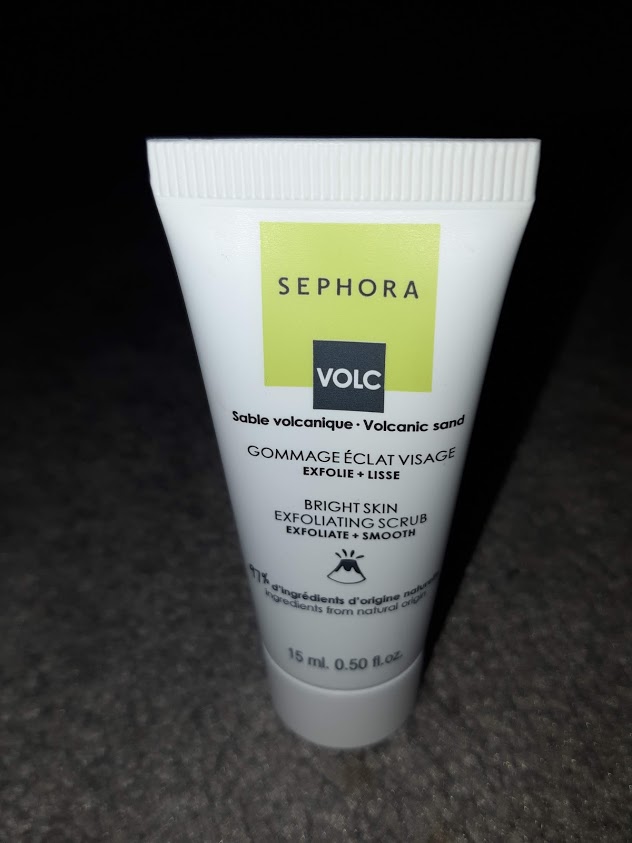 SEPHORA
VOLC
Sable volcanique · Volcanic sand
GOMMAGE ÉCLAT VISAGE
EXFOLIE + LISSE
BRIGHT SKIN
EXFOLIATING SCRUB
EXFOLIATE + SMOOTH
97% d'ingrédients d'origine naturelle
ingredients from natural origin
15 ml. 0.50 fl.oz.